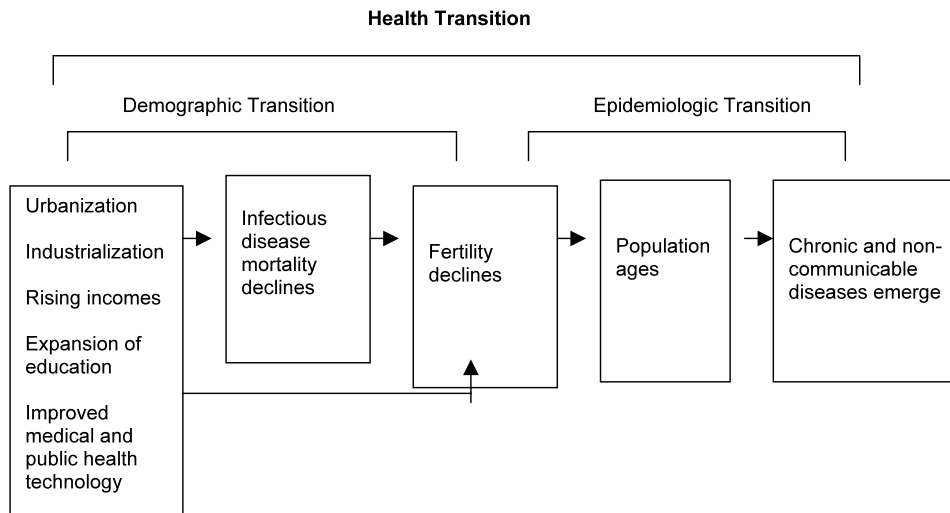 Health Transition
Demographic Transition
Epidemiologic Transition
Urbanization
Industrialization
Rising incomes
Expansion of
education
Improved
medical and
public health
technology
Infectious
disease
mortality
declines
Fertility
declines
Population
ages
Chronic and non-
communicable
diseases emerge